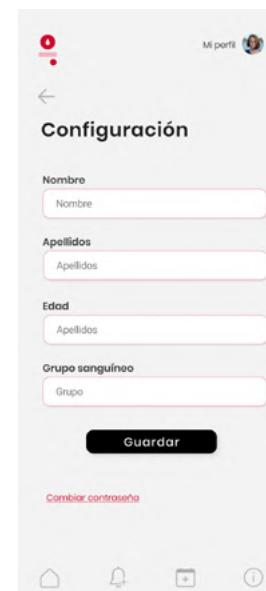 Mi perfil
Configuración
Nombre
Nombre
Apellidos
Apellidos
Edad
Apellidos
Grupo sanguíneo
Grupo
Guardar
Cambiar contraseña